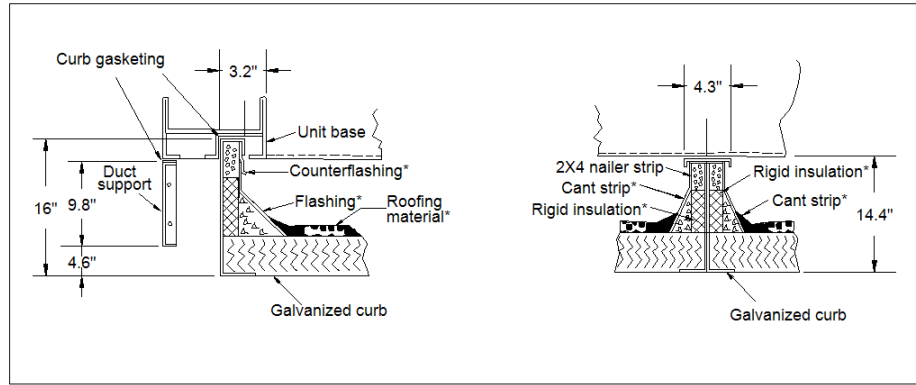 Curb gasketing
3.2"
Unit base
Counterflashing*
Duct
support
16"
9.8"
Flashing*
Roofing
material*
4.6"
Galvanized curb
4.3"
2X4 nailer strip
Rigid insulation*
Cant strip*
Cant strip*
Rigid insulation*
14.4"
Galvanized curb